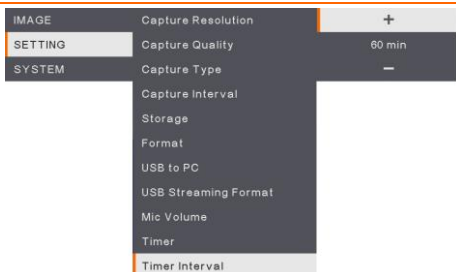 IMAGE
SETTING
SYSTEM
Capture Resolution
Capture Quality
Capture Type
Capture Interval
Storage
Format
USB to PC
USB Streaming Format
Mic Volume
Timer
Timer Interval
+
60 min
−